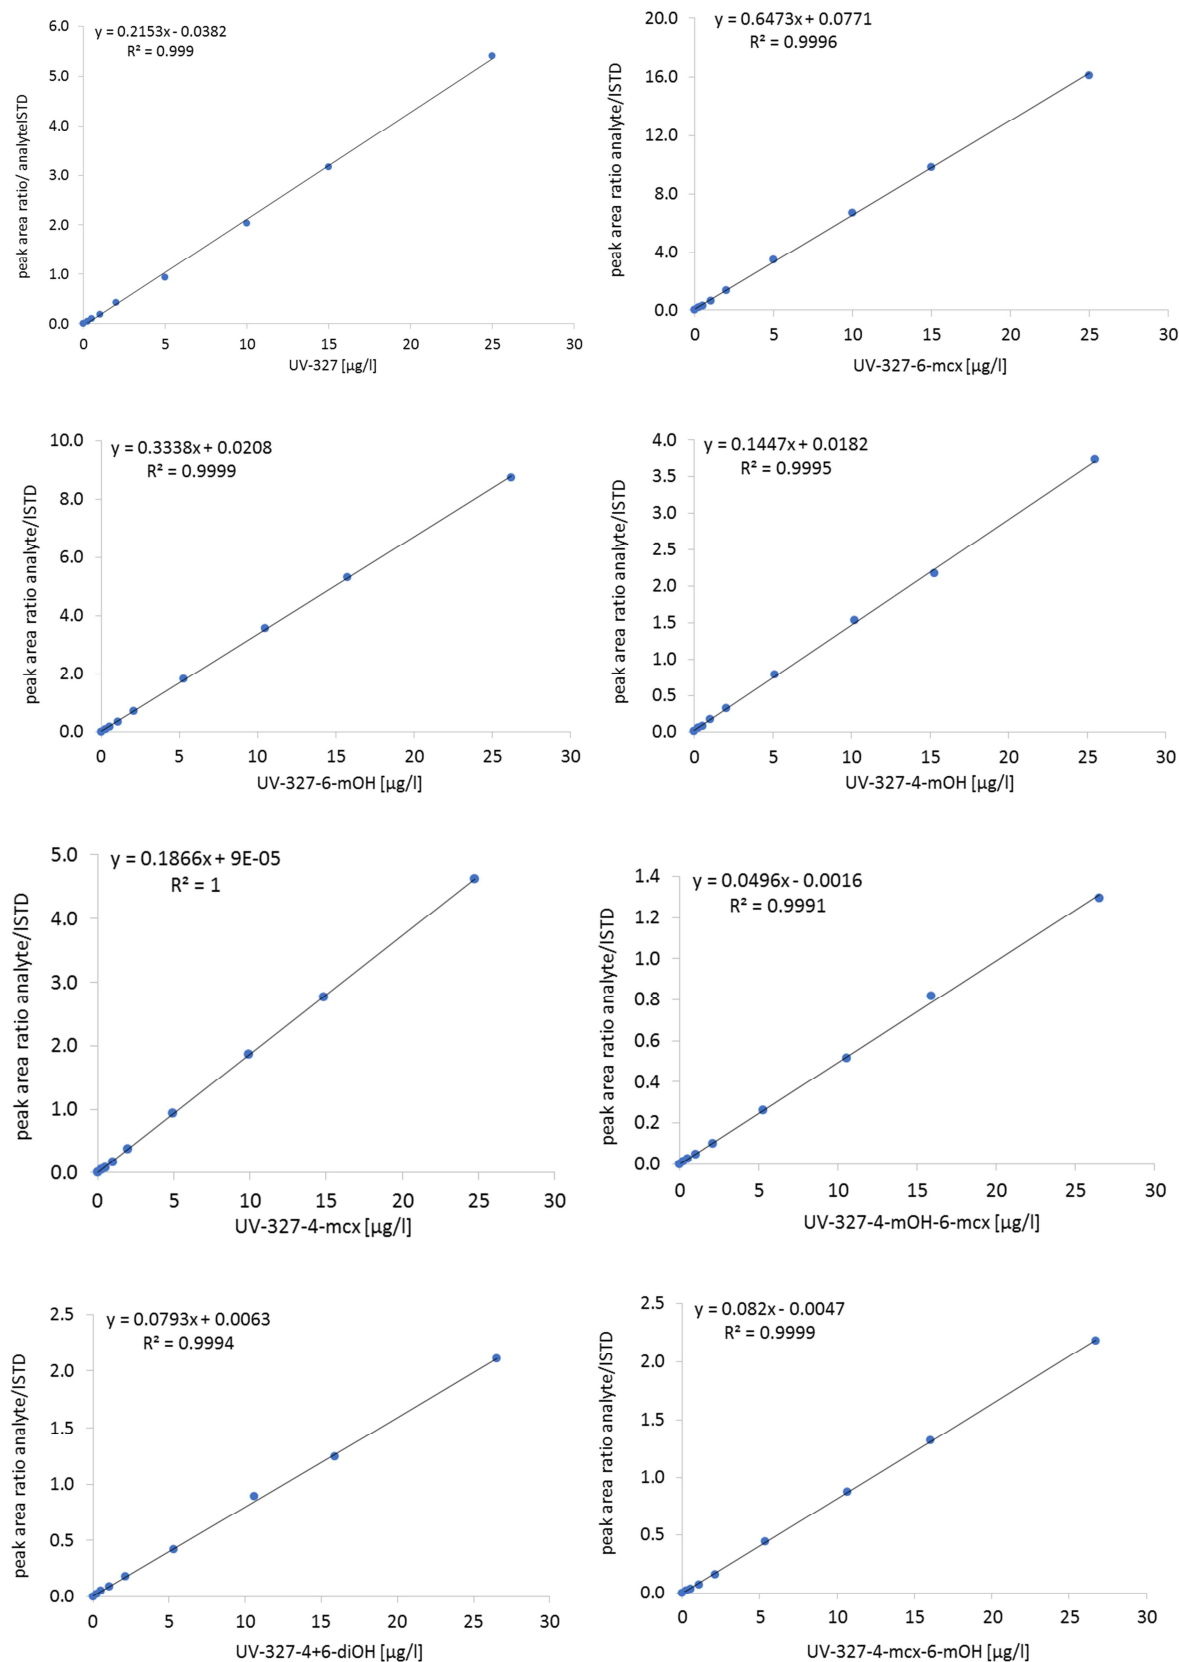 y = 0.2153x - 0.0382
R² = 0.999
6.0
5.0
4.0
3.0
2.0
1.0
0.0
0 5 10 15 20 25 30
peak area ratio/ analyteISTD
UV-327 [µg/l]
y = 0.6473x + 0.0771
R² = 0.9996
20.0
16.0
12.0
8.0
4.0
0.0
0 5 10 15 20 25 30
peak area ratio analyte/ISTD
UV-327-6-mcx [µg/l]
y = 0.3338x + 0.0208
R² = 0.9999
10.0
8.0
6.0
4.0
2.0
0.0
0 5 10 15 20 25 30
peak area ratio analyte/ISTD
UV-327-6-mOH [µg/l]
y = 0.1447x + 0.0182
R² = 0.9995
4.0
3.5
3.0
2.5
2.0
1.5
1.0
0.5
0.0
0 5 10 15 20 25 30
peak area ratio analyte/ISTD
UV-327-4-mOH [µg/l]
y = 0.1866x + 9E-05
R² = 1
5.0
4.0
3.0
2.0
1.0
0.0
0 5 10 15 20 25 30
peak area ratio analyte/ISTD
UV-327-4-mcx [µg/l]
y = 0.0496x - 0.0016
R² = 0.9991
1.4
1.2
1.0
0.8
0.6
0.4
0.2
0.0
0 5 10 15 20 25 30
peak area ratio analyte/ISTD
UV-327-4-mOH-6-mcx [µg/l]
y = 0.0793x + 0.0063
R² = 0.9994
2.5
2.0
1.5
1.0
0.5
0.0
0 5 10 15 20 25 30
peak area ratio analyte/ISTD
UV-327-4+6-diOH [µg/l]
y = 0.082x - 0.0047
R² = 0.9999
2.5
2.0
1.5
1.0
0.5
0.0
0 5 10 15 20 25 30
peak area ratio analyte/ISTD
UV-327-4-mcx-6-mOH [µg/l]